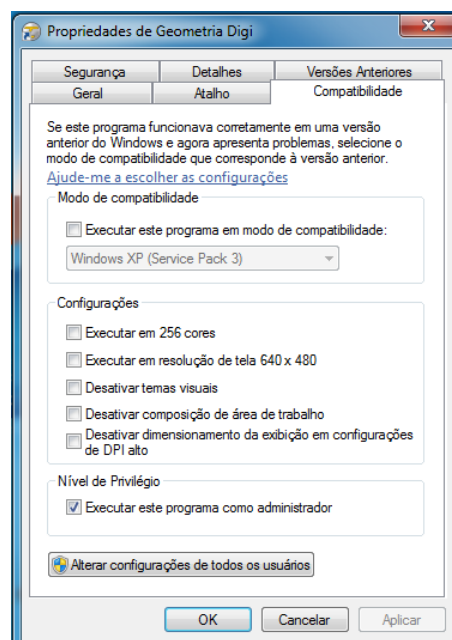 Propriedades de Geometria Digi
Segurança
Detalhes
Versões Anteriores
Geral
Atalho
Compatibilidade
Se este programa funcionava corretamente em uma versão
anterior do Windows e agora apresenta problemas, selecione o
modo de compatibilidade que corresponde à versão anterior.
Ajude-me a escolher as configurações
Modo de compatibilidade
Executar este programa em modo de compatibilidade:
Windows XP (Service Pack 3)
Configurações
Executar em 256 cores
Executar em resolução de tela 640 x 480
Desativar temas visuais
Desativar composição de área de trabalho
Desativar dimensionamento da exibição em configurações
de DPI alto
Nível de Privilégio
Executar este programa como administrador
Alterar configurações de todos os usuários
OK
Cancelar
Aplicar